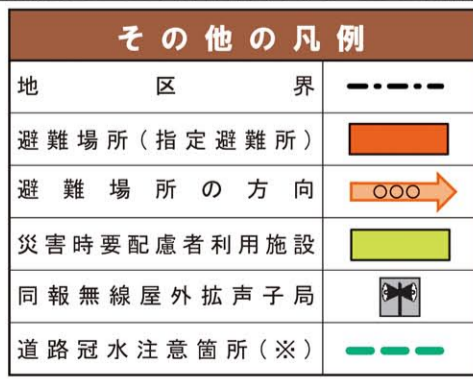 その他の凡例
地区界
避難場所(指定避難所)
避難場所の方向 ○○○
災害時要配慮者利用施設
同報無線屋外拡声子局
道路冠水注意箇所(※)